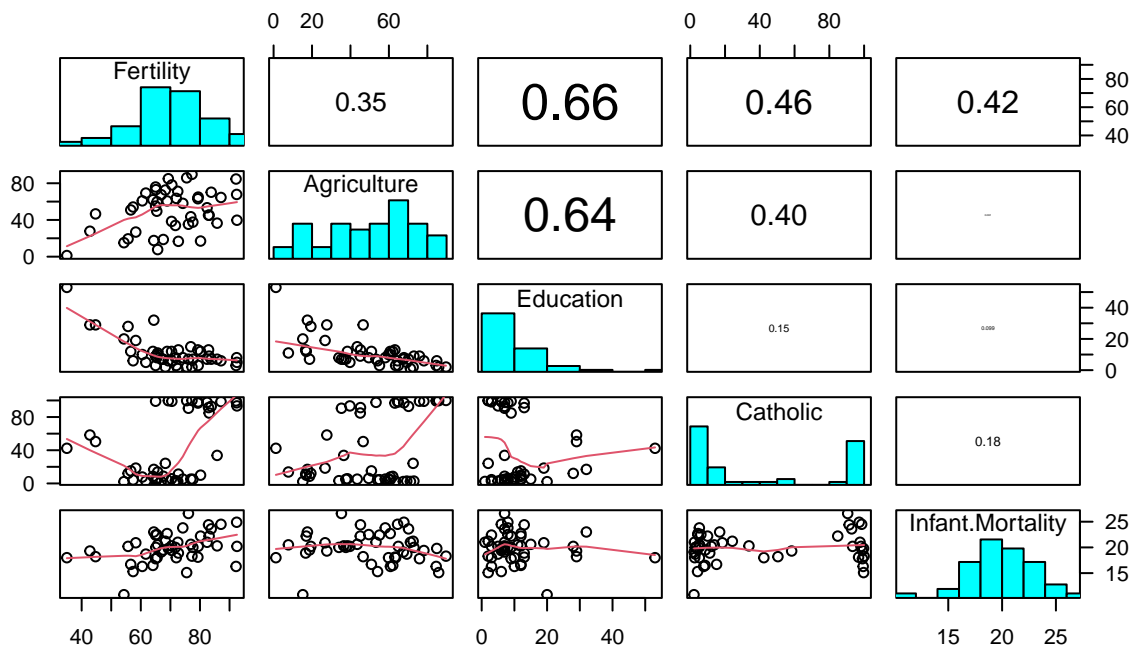 0 20 60 0 40 80
Fertility 0.35 0.66 0.46 0.42 40 60 80
0 40 80 Agriculture 0.64 0.40
Education 0.15 0.099 0 20 40
0 40 80 Catholic 0.18
Infant.Mortality 15 20 25
40 60 80 0 20 40 15 20 25